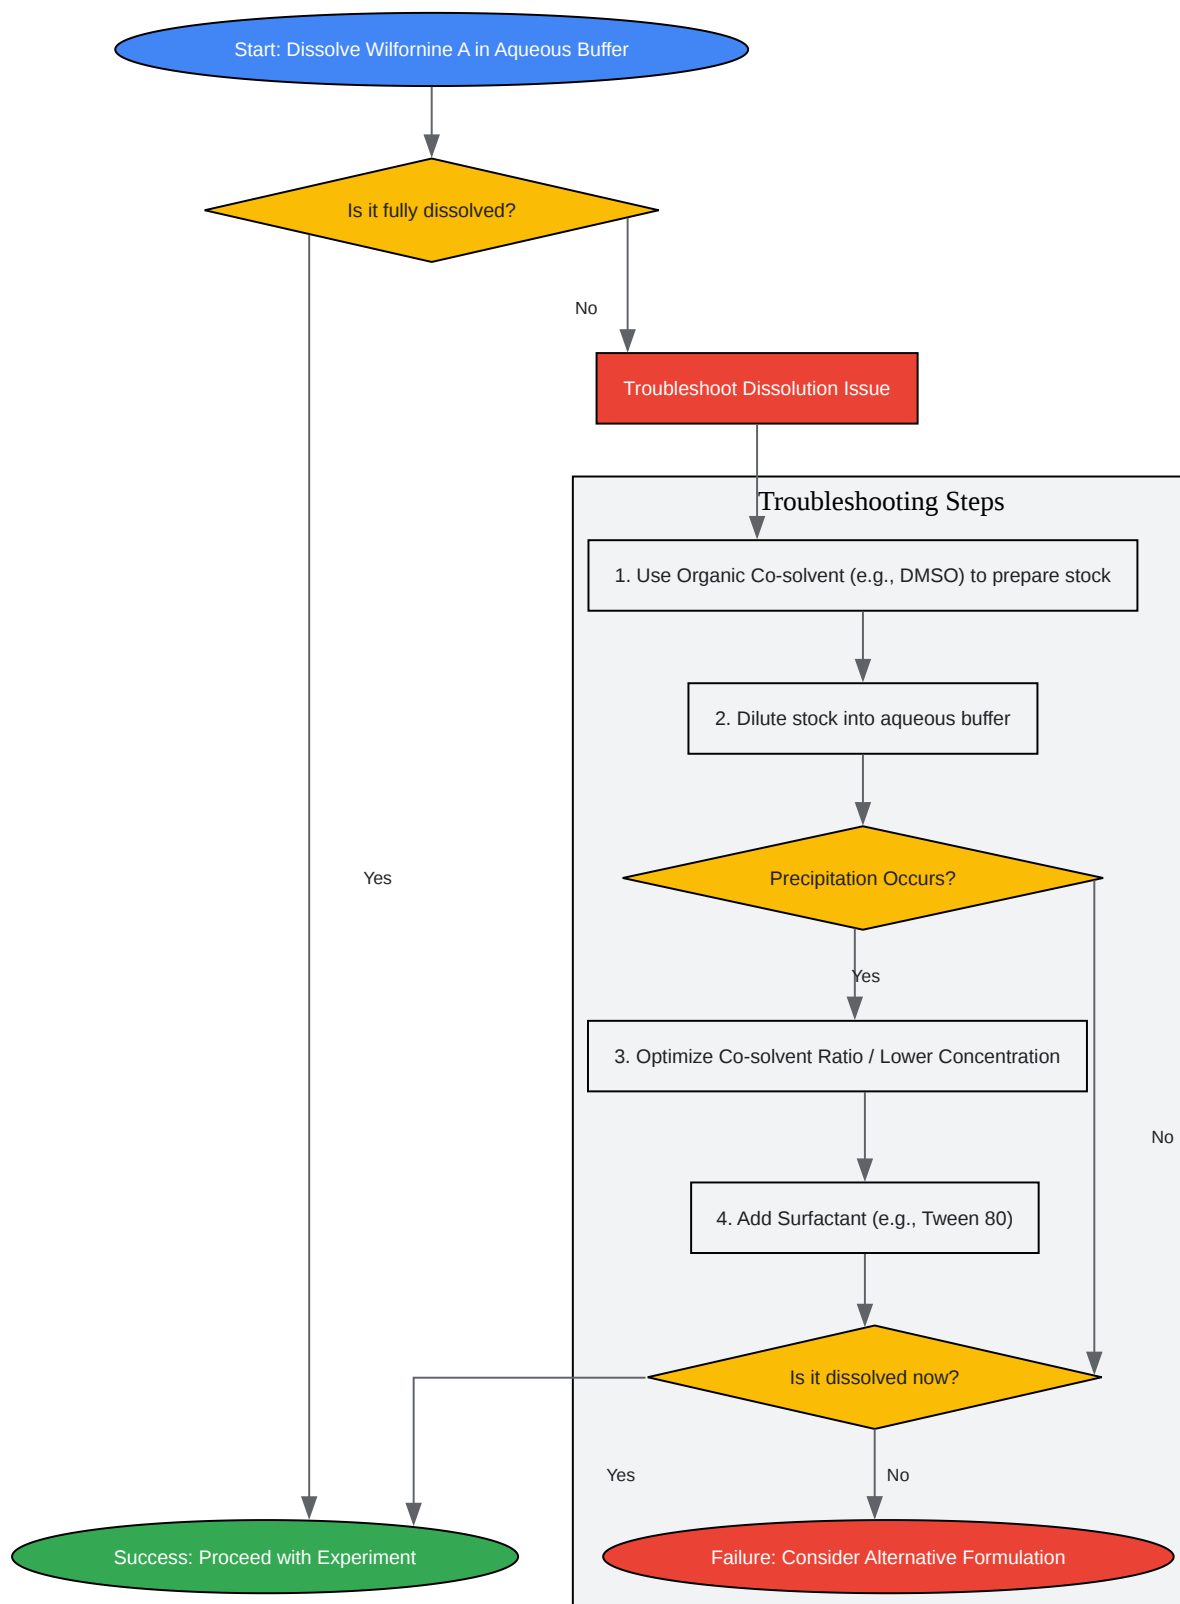 Start: Dissolve Wilfornine A in Aqueous Buffer
Is it fully dissolved?
No
Troubleshoot Dissolution Issue
Troubleshooting Steps
1. Use Organic Co-solvent (e.g., DMSO) to prepare stock
2. Dilute stock into aqueous buffer
Yes
Precipitation Occurs?
Yes
3. Optimize Co-solvent Ratio / Lower Concentration
No
4. Add Surfactant (e.g., Tween 80)
Is it dissolved now?
Yes
No
Success: Proceed with Experiment
Failure: Consider Alternative Formulation